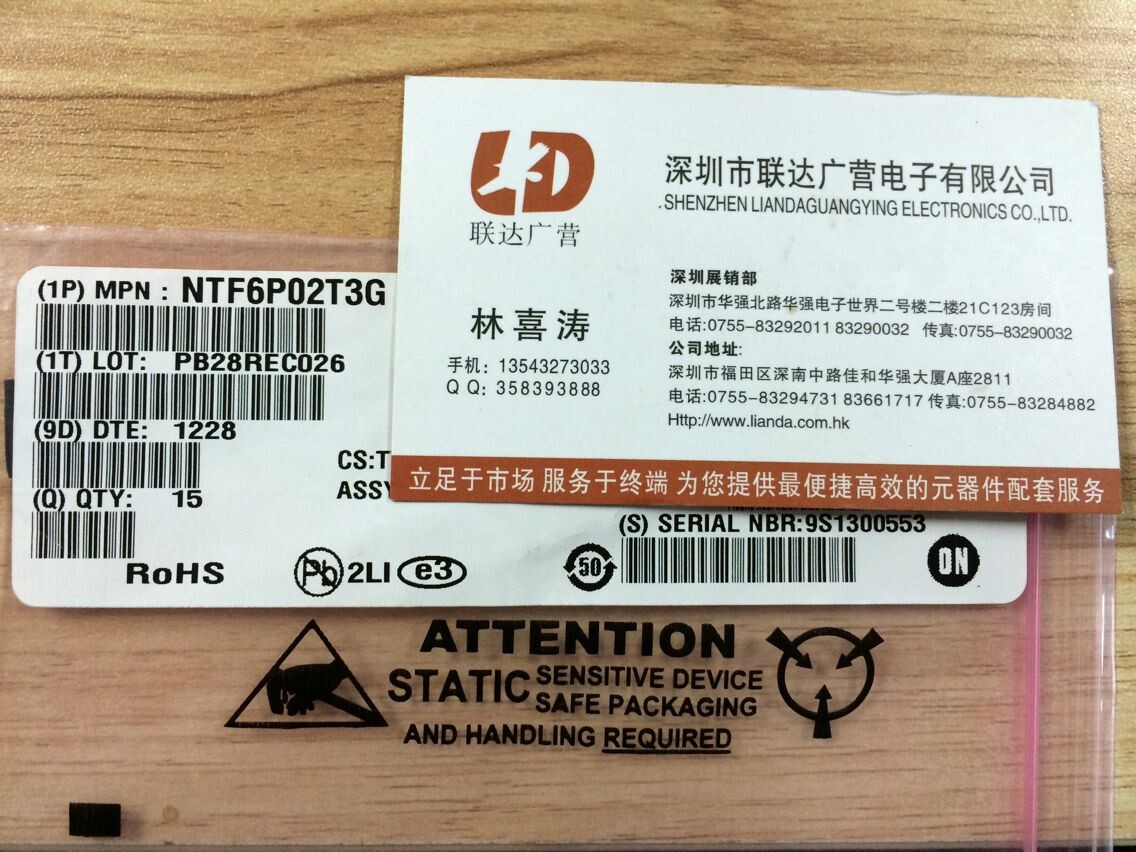 LD
联达广营
深圳市联达广营电子有限公司
SHENZHEN LIANDAGUANGYING ELECTRONICS CO.,LTD.
林喜涛
手机: 13543273033
Q Q: 358393888
深圳展销部
深圳市华强北路华强电子世界二号楼二楼21C123房间
电话:0755-83292011 83290032 传真:0755-83290032
公司地址:
深圳市福田区深南中路佳和华强大厦A座2811
电话:0755-83294731 83661717 传真:0755-83284882
Http://www.lianda.com.hk
立足于市场 服务于终端 为您提供最便捷高效的元器件配套服务
(1P) MPN : NTF6P02T3G
(1T) LOT: PB28REC026
(9D) DTE: 1228
CS:T
(Q) QTY: 15
ASSY
(S) SERIAL NBR:9S1300553
RoHS
Pb 2LI e3
50
ON
ATTENTION
STATIC SENSITIVE DEVICE
SAFE PACKAGING
AND HANDLING REQUIRED